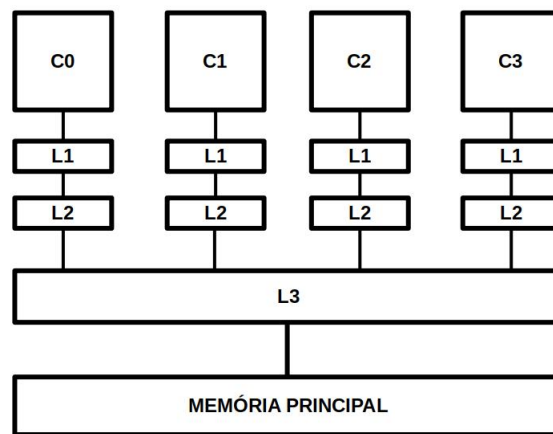 C0 C1 C2 C3
L1 L1 L1 L1
L2 L2 L2 L2
L3
MEMÓRIA PRINCIPAL